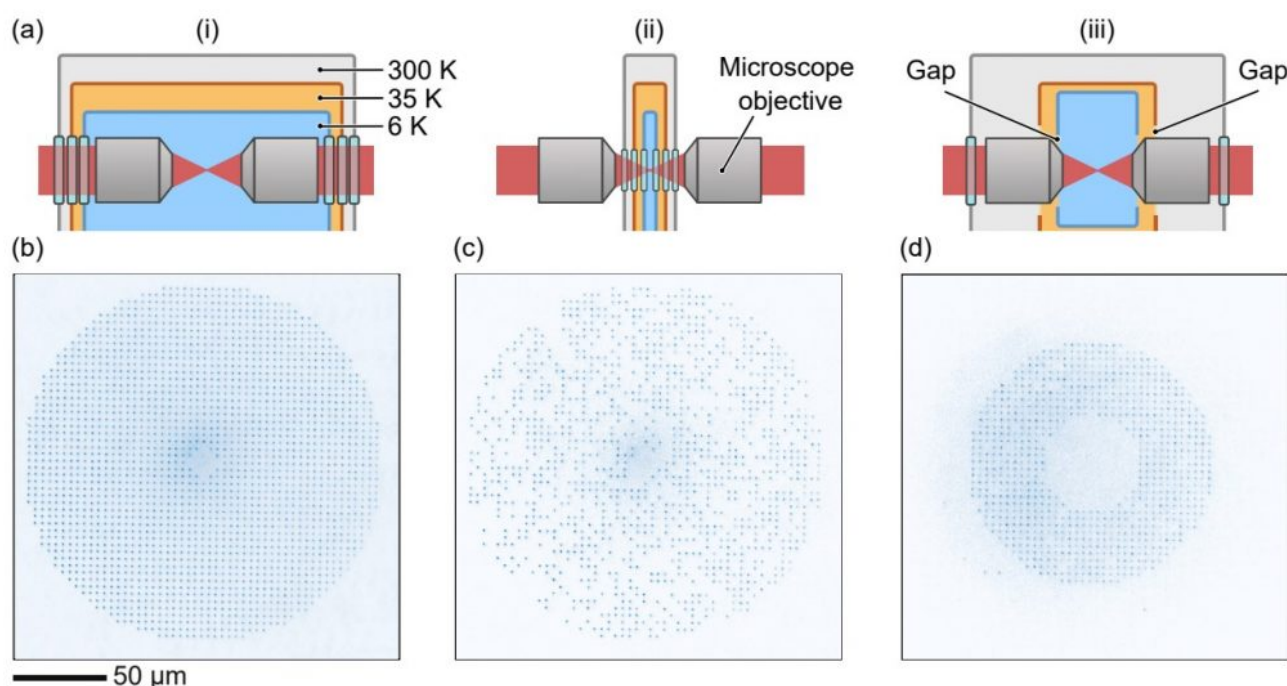 (a)
(i)
(ii)
(iii)
300 K
35 K
6 K
Microscope
objective
Gap
Gap
(b)
(c)
(d)
50 μm